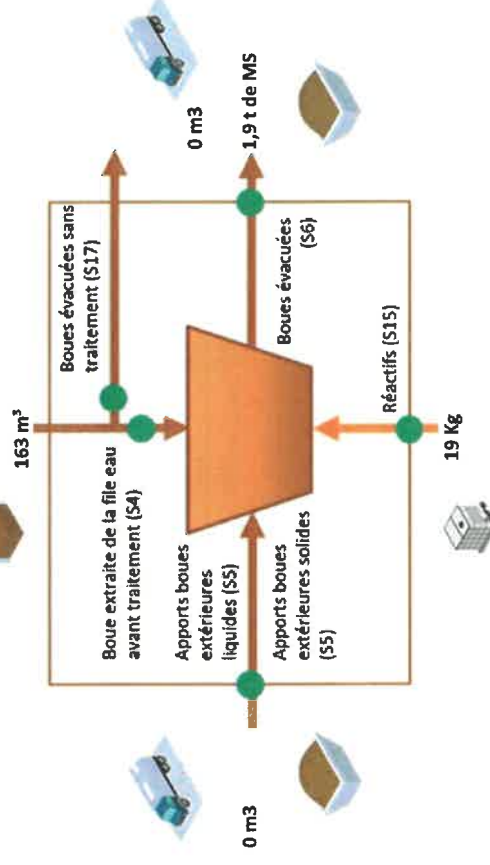 163 m³
Boues évacuées sans
traitement (S17)
Boue extraite de la file eau
avant traitement (S4)
0 m3
1,9 t de MS
Apports boues
extérieures
liquides (S5)
Apports boues
extérieures solides
(S5)
Boues évacuées
(S6)
0 m3
Réactifs (S15)
19 Kg